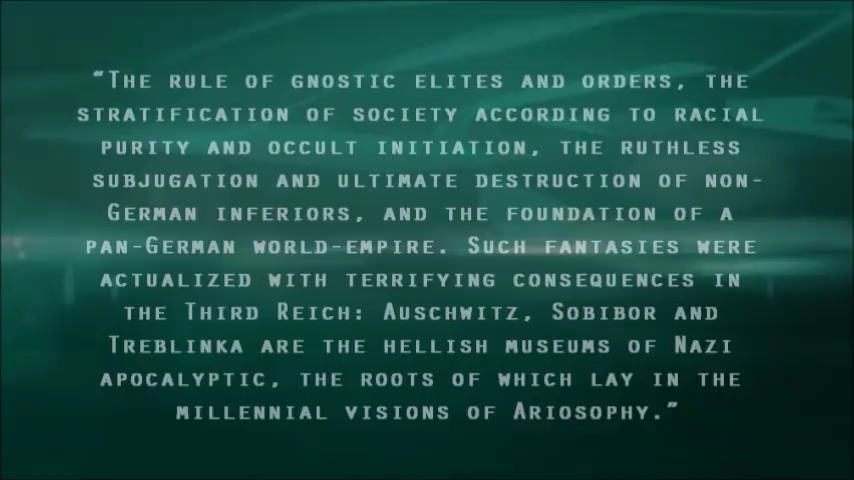 “The rule of gnostic elites and orders, the
stratification of society according to racial
purity and occult initiation, the ruthless
subjugation and ultimate destruction of non-
German inferiors, and the foundation of a
pan-German world-empire. Such fantasies were
actualized with terrifying consequences in
the Third Reich: Auschwitz, Sobibor and
Treblinka are the hellish museums of Nazi
apocalyptic, the roots of which lay in the
millennial visions of Ariosophy.”